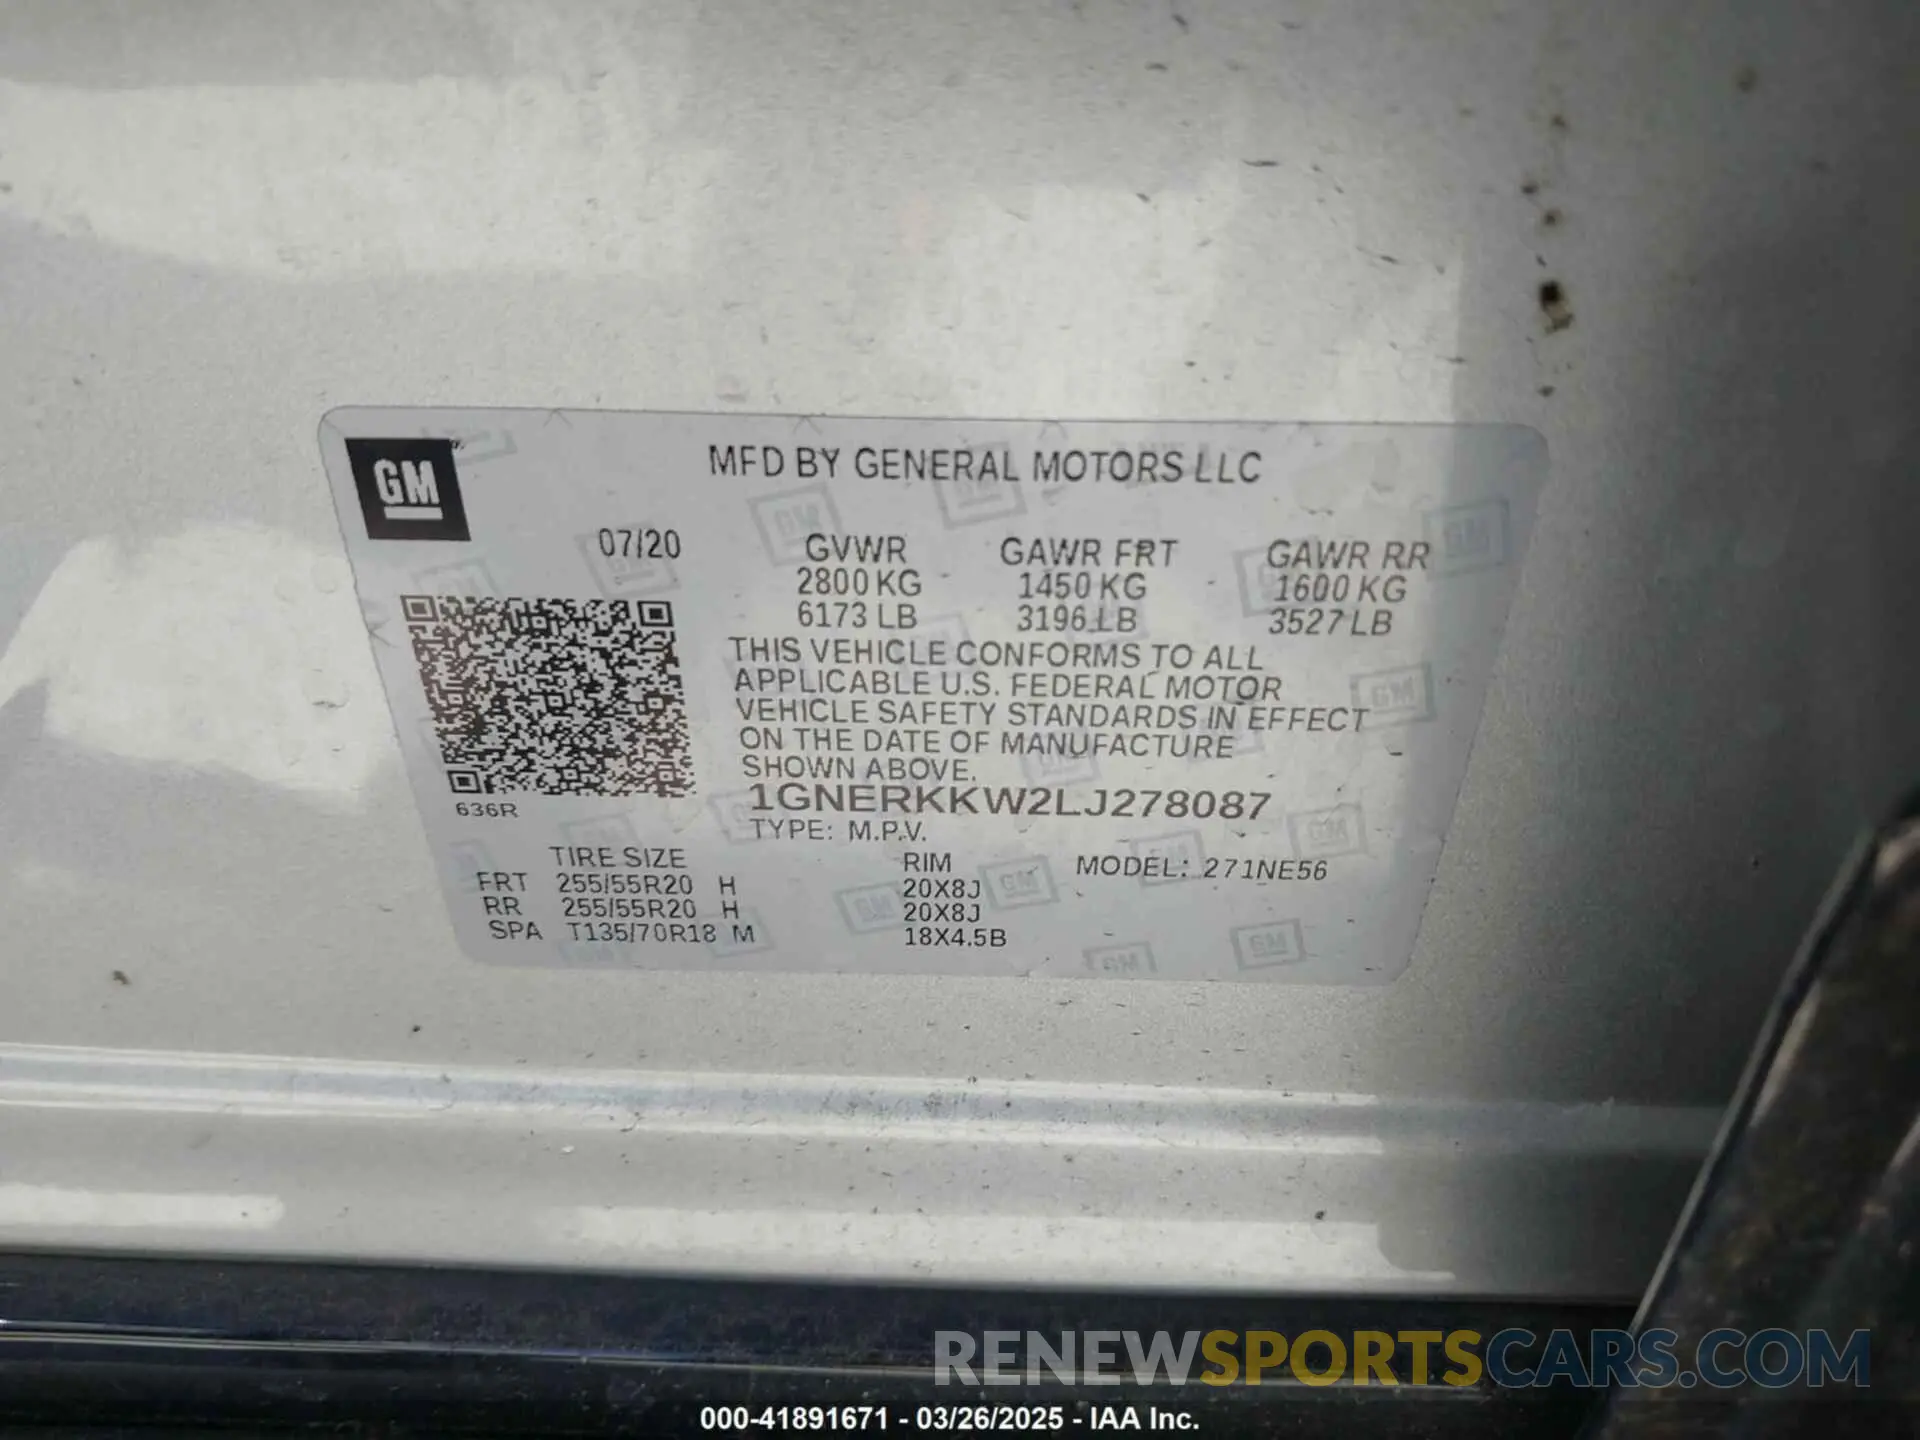 GM
MFD BY GENERAL MOTORS LLC
07/20 GVWR GAWR FRT GAWR RR
2800 KG 1450 KG 1600 KG
6173 LB 3196 LB 3527 LB
THIS VEHICLE CONFORMS TO ALL
APPLICABLE U.S. FEDERAL MOTOR
VEHICLE SAFETY STANDARDS IN EFFECT
ON THE DATE OF MANUFACTURE
SHOWN ABOVE.
636R
1GNERKKW2LJ278087
TYPE: M.P.V.
TIRE SIZE RIM MODEL: 271NE56
FRT 255/55R20 H 20X8J
RR 255/55R20 H 20X8J
SPA T135/70R18 M 18X4.5B
RENEWSPORTSCARS.COM
000-41891671 - 03/26/2025 - IAA Inc.